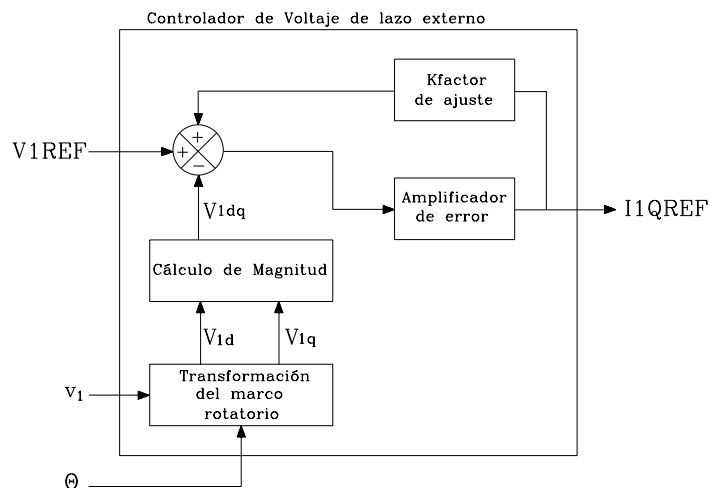 Controlador de Voltaje de lazo externo
Kfactor
de ajuste
+
V1REF
+
−
Amplificador
de error
I1QREF
V1dq
Cálculo de Magnitud
V1d
V1q
v1
Transformación
del marco
rotatorio
Θ